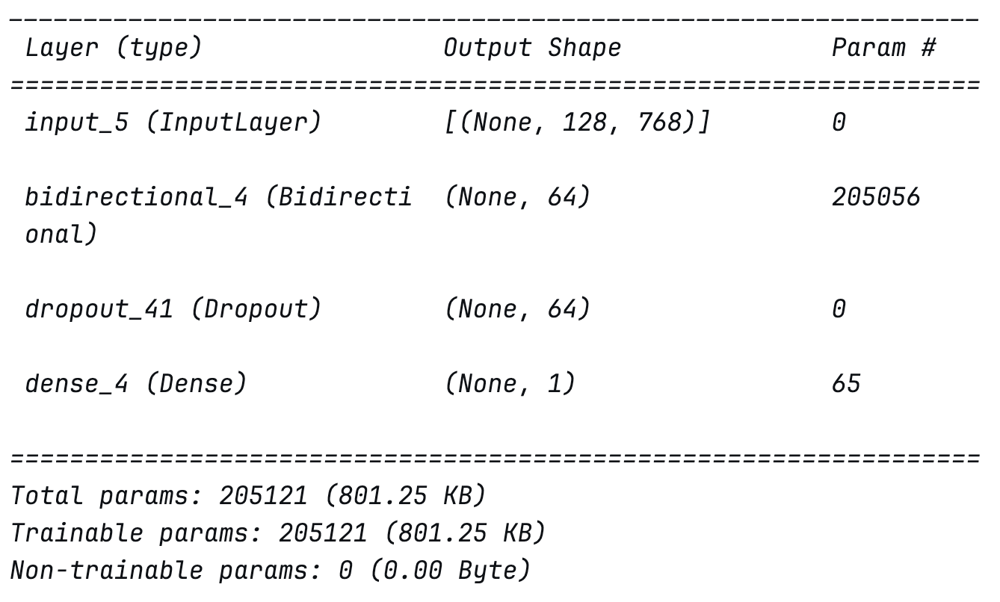 _________________________________________________________________
 Layer (type)                Output Shape              Param #
=================================================================
 input_5 (InputLayer)        [(None, 128, 768)]        0
 bidirectional_4 (Bidirecti  (None, 64)                205056
 onal)
 dropout_41 (Dropout)        (None, 64)                0
 dense_4 (Dense)             (None, 1)                 65
=================================================================
Total params: 205121 (801.25 KB)
Trainable params: 205121 (801.25 KB)
Non-trainable params: 0 (0.00 Byte)